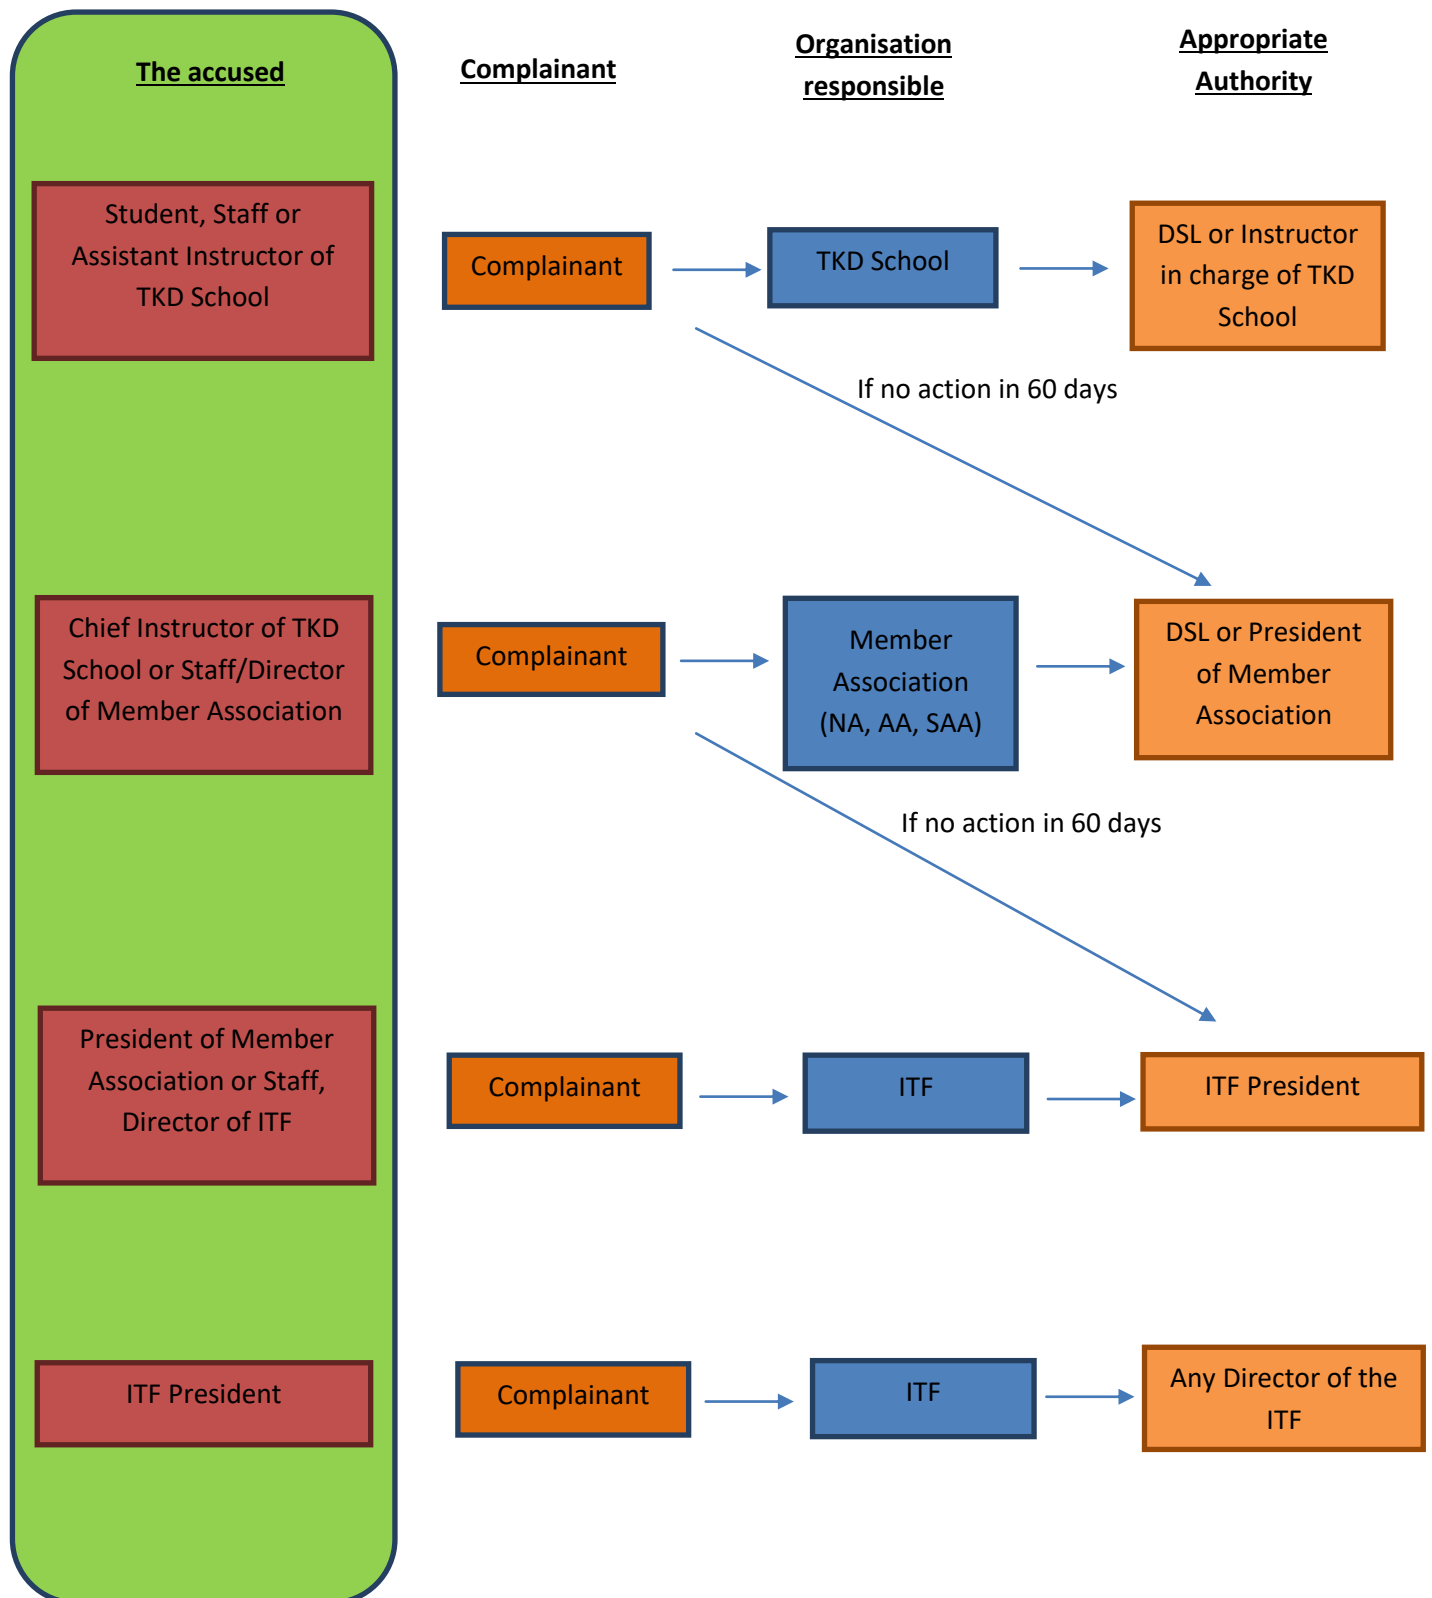 The accused
Complainant
Organisation
responsible
Appropriate
Authority
Student, Staff or
Assistant Instructor of
TKD School
Complainant
TKD School
DSL or Instructor
in charge of TKD
School
If no action in 60 days
Chief Instructor of TKD
School or Staff/Director
of Member Association
Complainant
Member
Association
(NA, AA, SAA)
DSL or President
of Member
Association
If no action in 60 days
President of Member
Association or Staff,
Director of ITF
Complainant
ITF
ITF President
ITF President
Complainant
ITF
Any Director of the
ITF